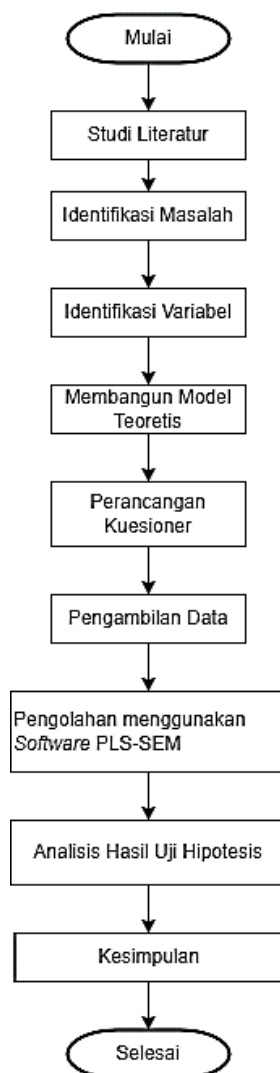 Mulai
Studi Literatur
Identifikasi Masalah
Identifikasi Variabel
Membangun Model
Teoretis
Perancangan
Kuesioner
Pengambilan Data
Pengolahan menggunakan
Software PLS-SEM
Analisis Hasil Uji Hipotesis
Kesimpulan
Selesai